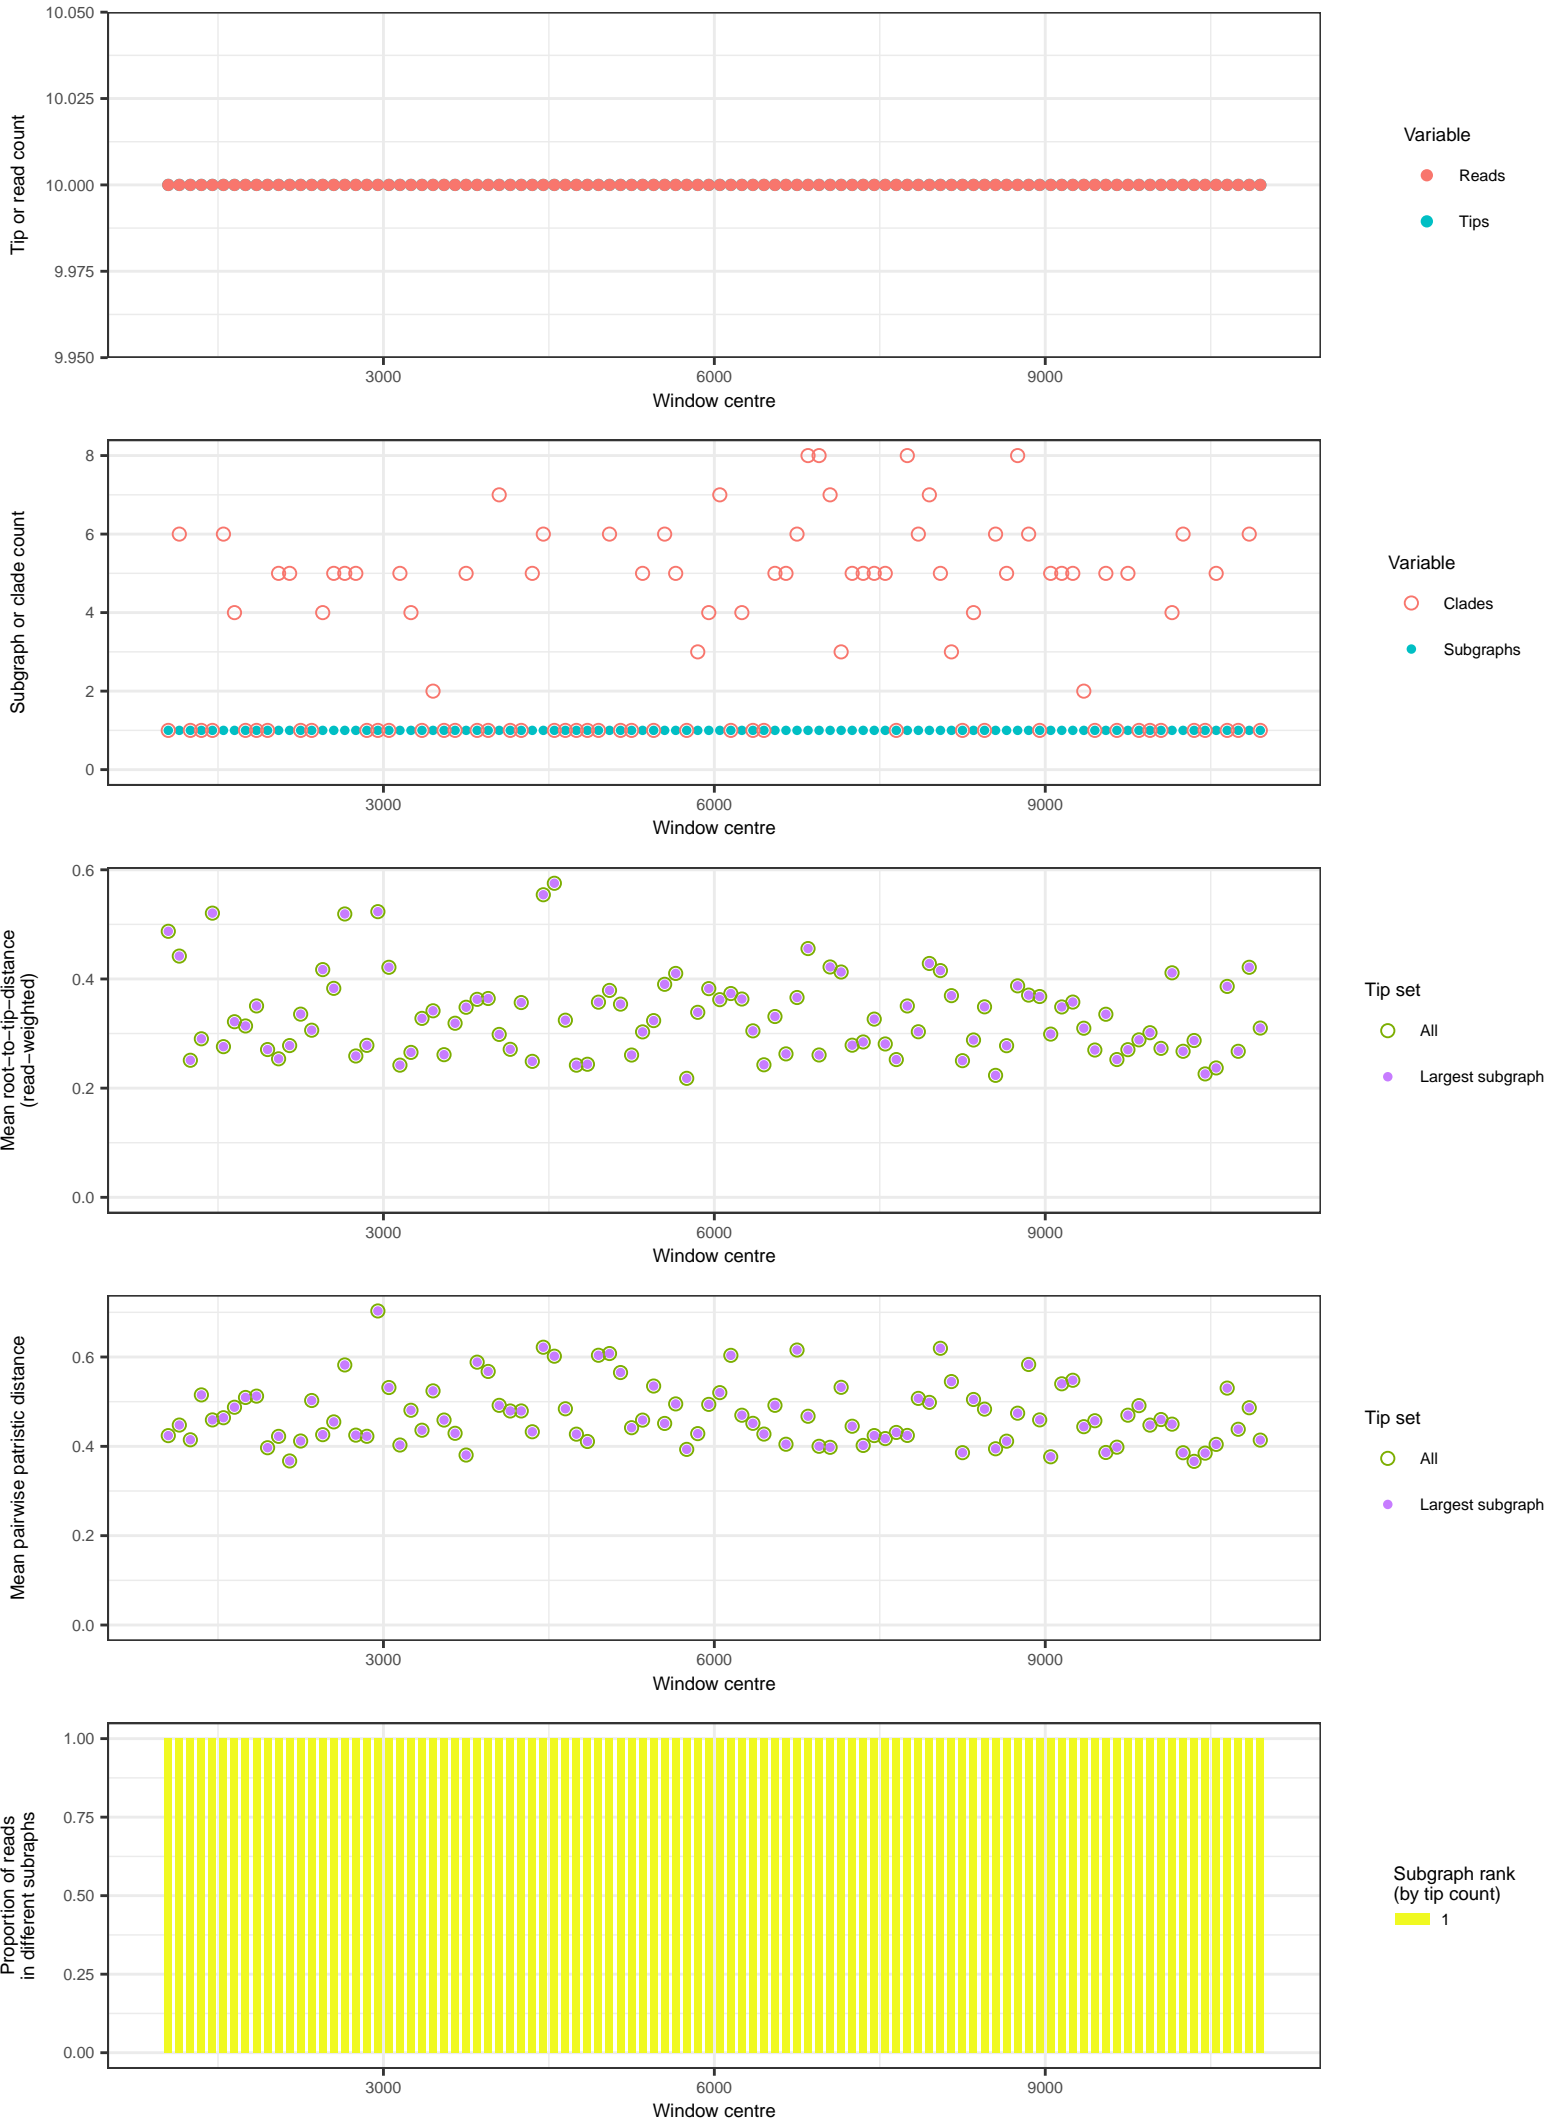 10.050
10.025
10.000
9.975
9.950
Tip or read count
3000 6000 9000
Window centre
Variable
Reads
Tips
8
6
4
2
0
Subgraph or clade count
3000 6000 9000
Window centre
Variable
Clades
Subgraphs
0.6
0.4
0.2
0.0
Mean root−to−tip−distance
(read−weighted)
3000 6000 9000
Window centre
Tip set
All
Largest subgraph
0.6
0.4
0.2
0.0
Mean pairwise patristic distance
3000 6000 9000
Window centre
Tip set
All
Largest subgraph
1.00
0.75
0.50
0.25
0.00
Proportion of reads
in different subraphs
3000 6000 9000
Window centre
Subgraph rank
(by tip count)
1